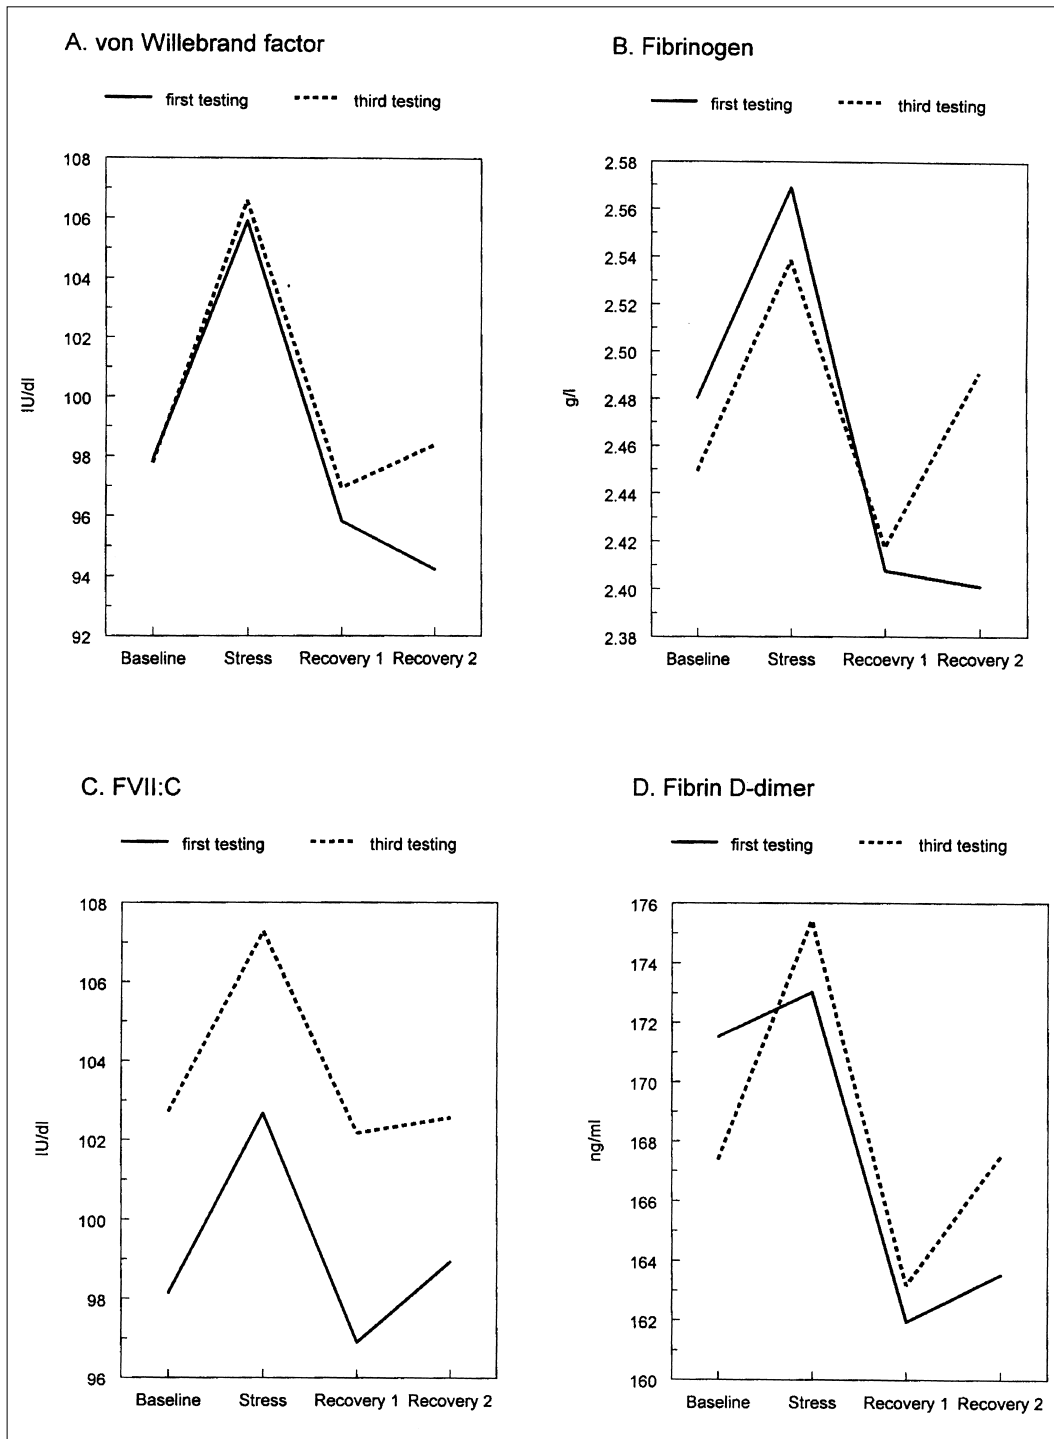 A. von Willebrand factor
first testing third testing
108
106
104
102
100
98
96
94
92
IU/dl
Baseline Stress Recovery 1 Recovery 2
B. Fibrinogen
first testing third testing
2.58
2.56
2.54
2.52
2.50
2.48
2.46
2.44
2.42
2.40
2.38
g/l
Baseline Stress Recoevry 1 Recovery 2
C. FVII:C
first testing third testing
108
106
104
102
100
98
96
IU/dl
Baseline Stress Recovery 1 Recovery 2
D. Fibrin D-dimer
first testing third testing
176
174
172
170
168
166
164
162
160
ng/ml
Baseline Stress Recovery 1 Recovery 2